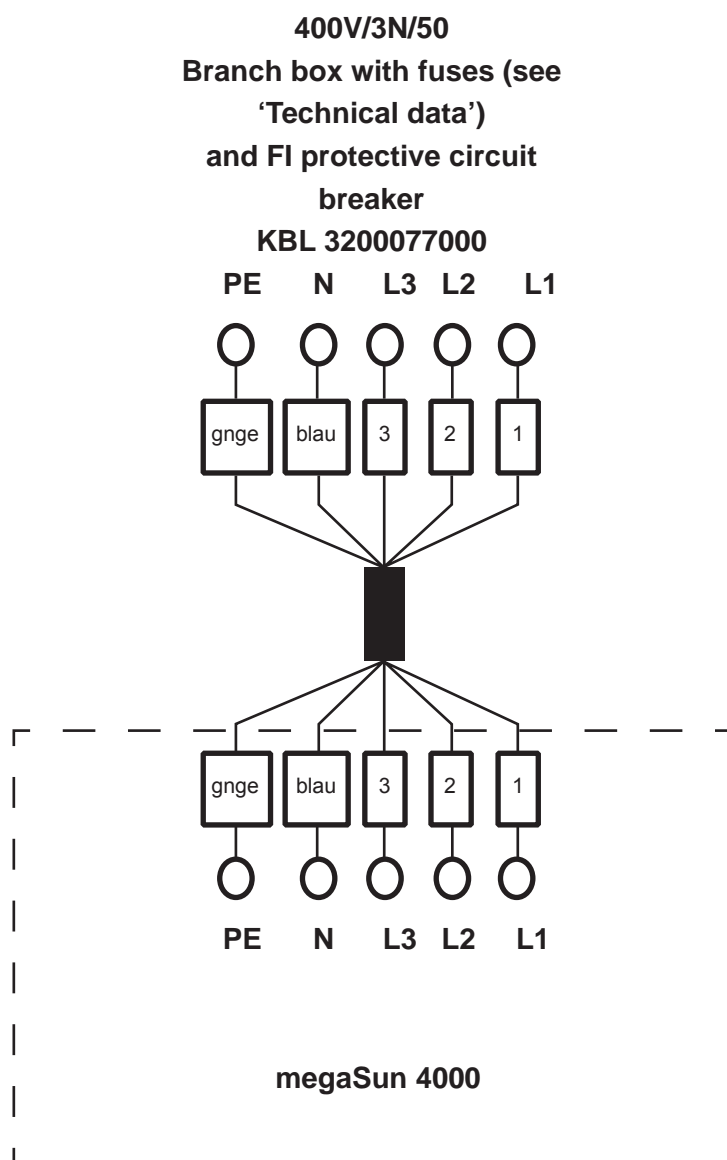 400V/3N/50
Branch box with fuses (see
‘Technical data’)
and FI protective circuit
breaker
KBL 3200077000
PE N L3 L2 L1
gnge blau 3 2 1
gnge blau 3 2 1
PE N L3 L2 L1
megaSun 4000